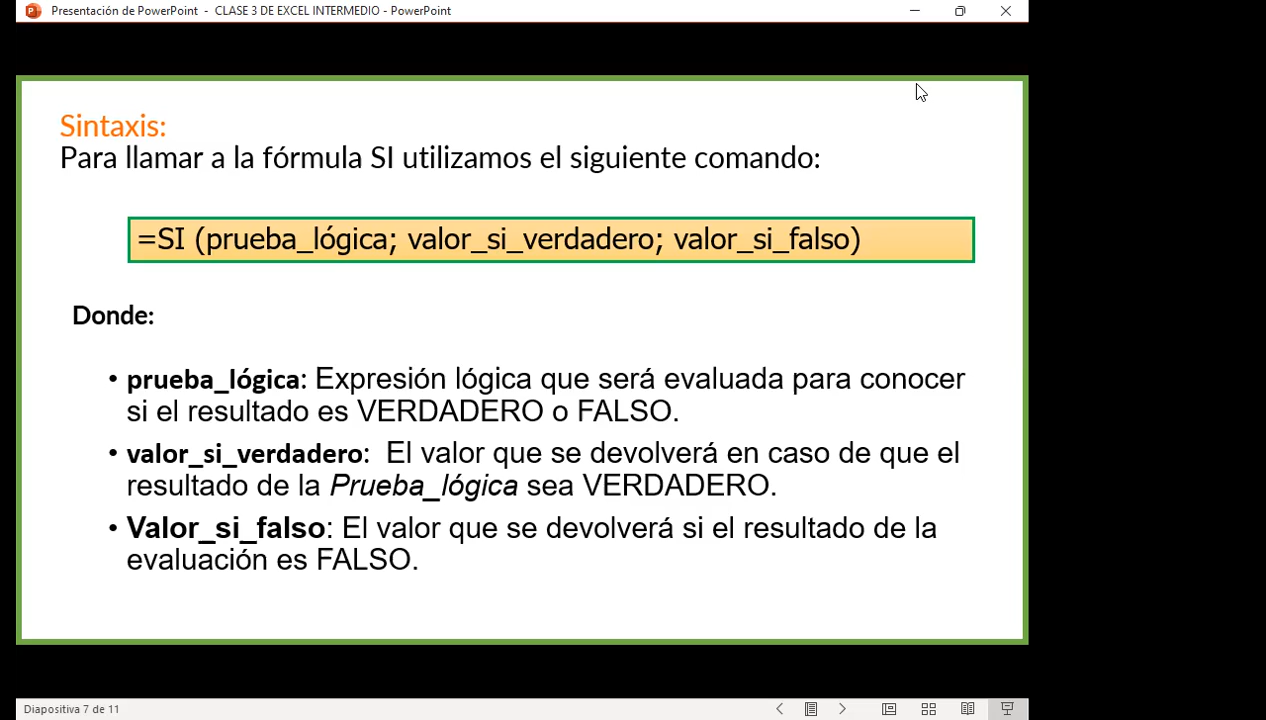 Presentación de PowerPoint - CLASE 3 DE EXCEL INTERMEDIO - PowerPoint
Sintaxis:
Para llamar a la fórmula SI utilizamos el siguiente comando:
=SI (prueba_lógica; valor_si_verdadero; valor_si_falso)
Donde:
• prueba_lógica: Expresión lógica que será evaluada para conocer
si el resultado es VERDADERO o FALSO.
• valor_si_verdadero: El valor que se devolverá en caso de que el
resultado de la Prueba_lógica sea VERDADERO.
• Valor_si_falso: El valor que se devolverá si el resultado de la
evaluación es FALSO.
Diapositiva 7 de 11